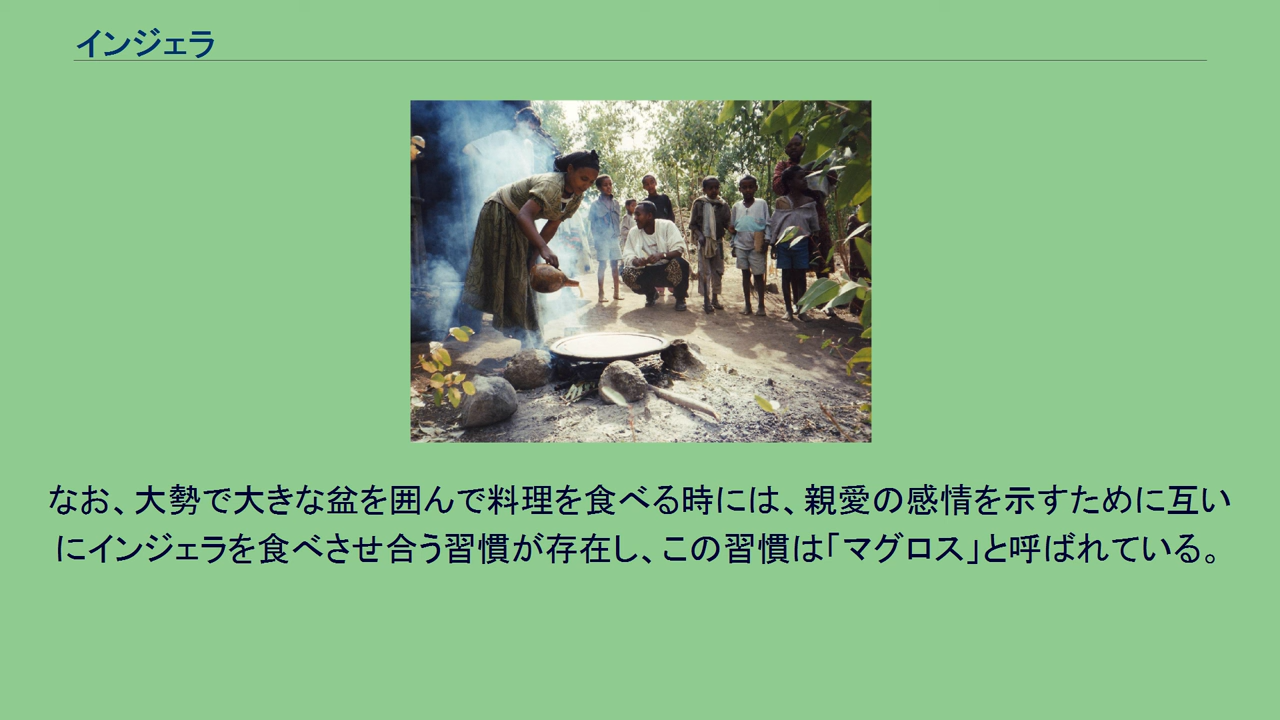 インジェラ
なお、大勢で大きな盆を囲んで料理を食べる時には、親愛の感情を示すために互い
にインジェラを食べさせ合う習慣が存在し、この習慣は「マグロス」と呼ばれている。